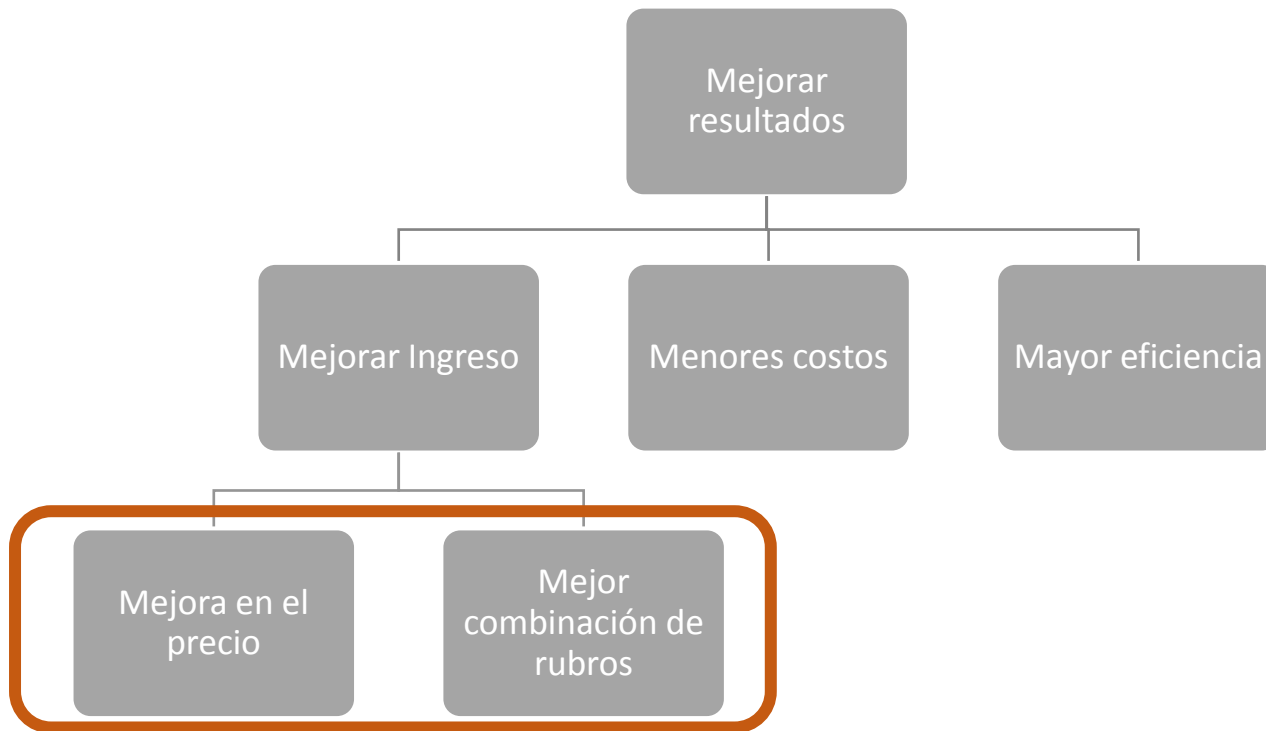 Mejorar
resultados
Mejorar Ingreso
Menores costos
Mayor eficiencia
Mejora en el
precio
Mejor
combinación de
rubros